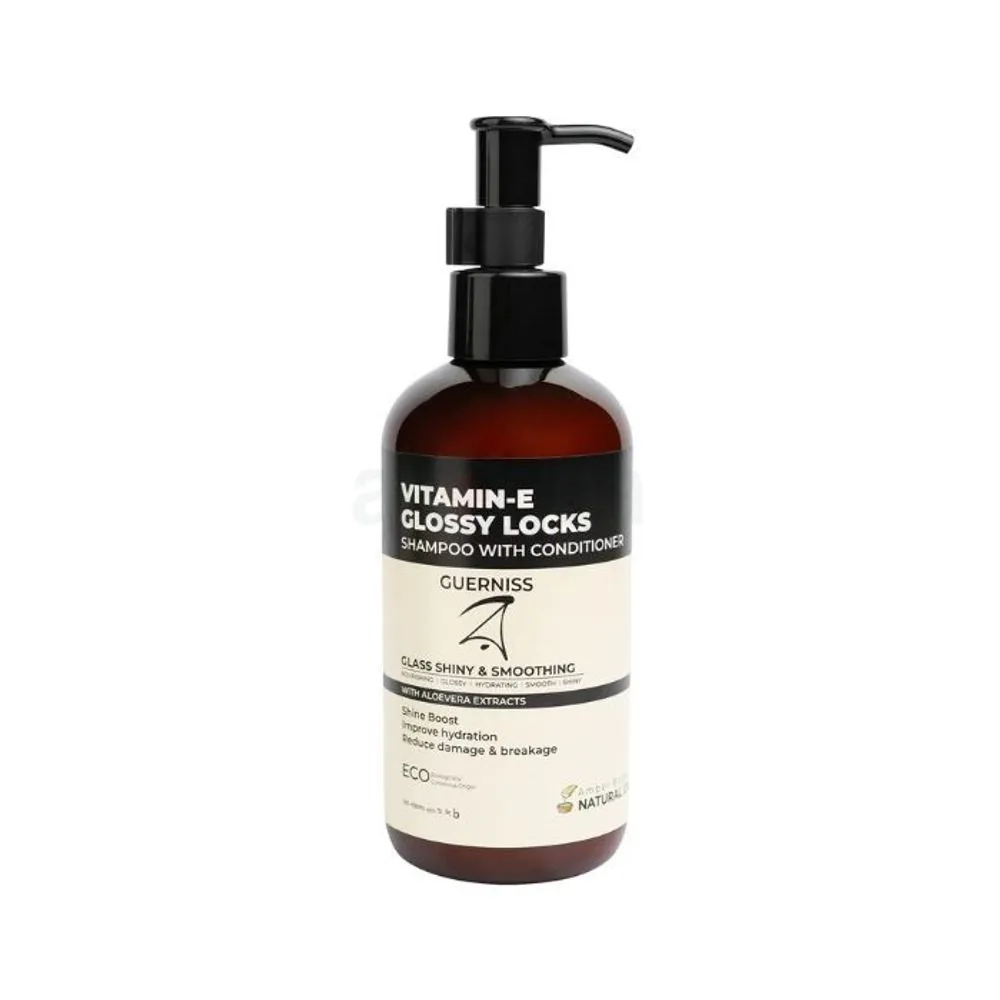 VITAMIN-E
GLOSSY LOCKS
SHAMPOO WITH CONDITIONER
GUERNISS
GLASS SHINY & SMOOTHING
NOURISHING | GLOSSY | HYDRATING | SMOOTH | SHINY
WITH ALOEVERA EXTRACTS
Shine Boost
Improve hydration
Reduce damage & breakage
ECO
NATURAL